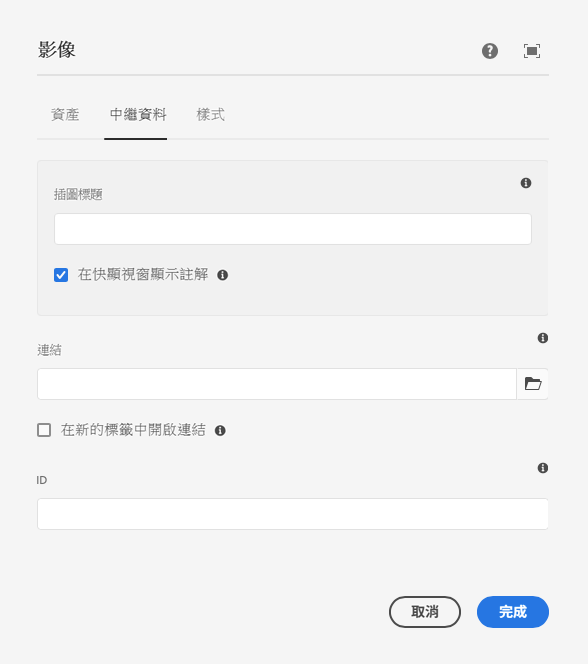 影像
資產 中繼資料 樣式
插圖標題
在快顯視窗顯示註解
連結
在新的標籤中開啟連結
ID
取消 完成